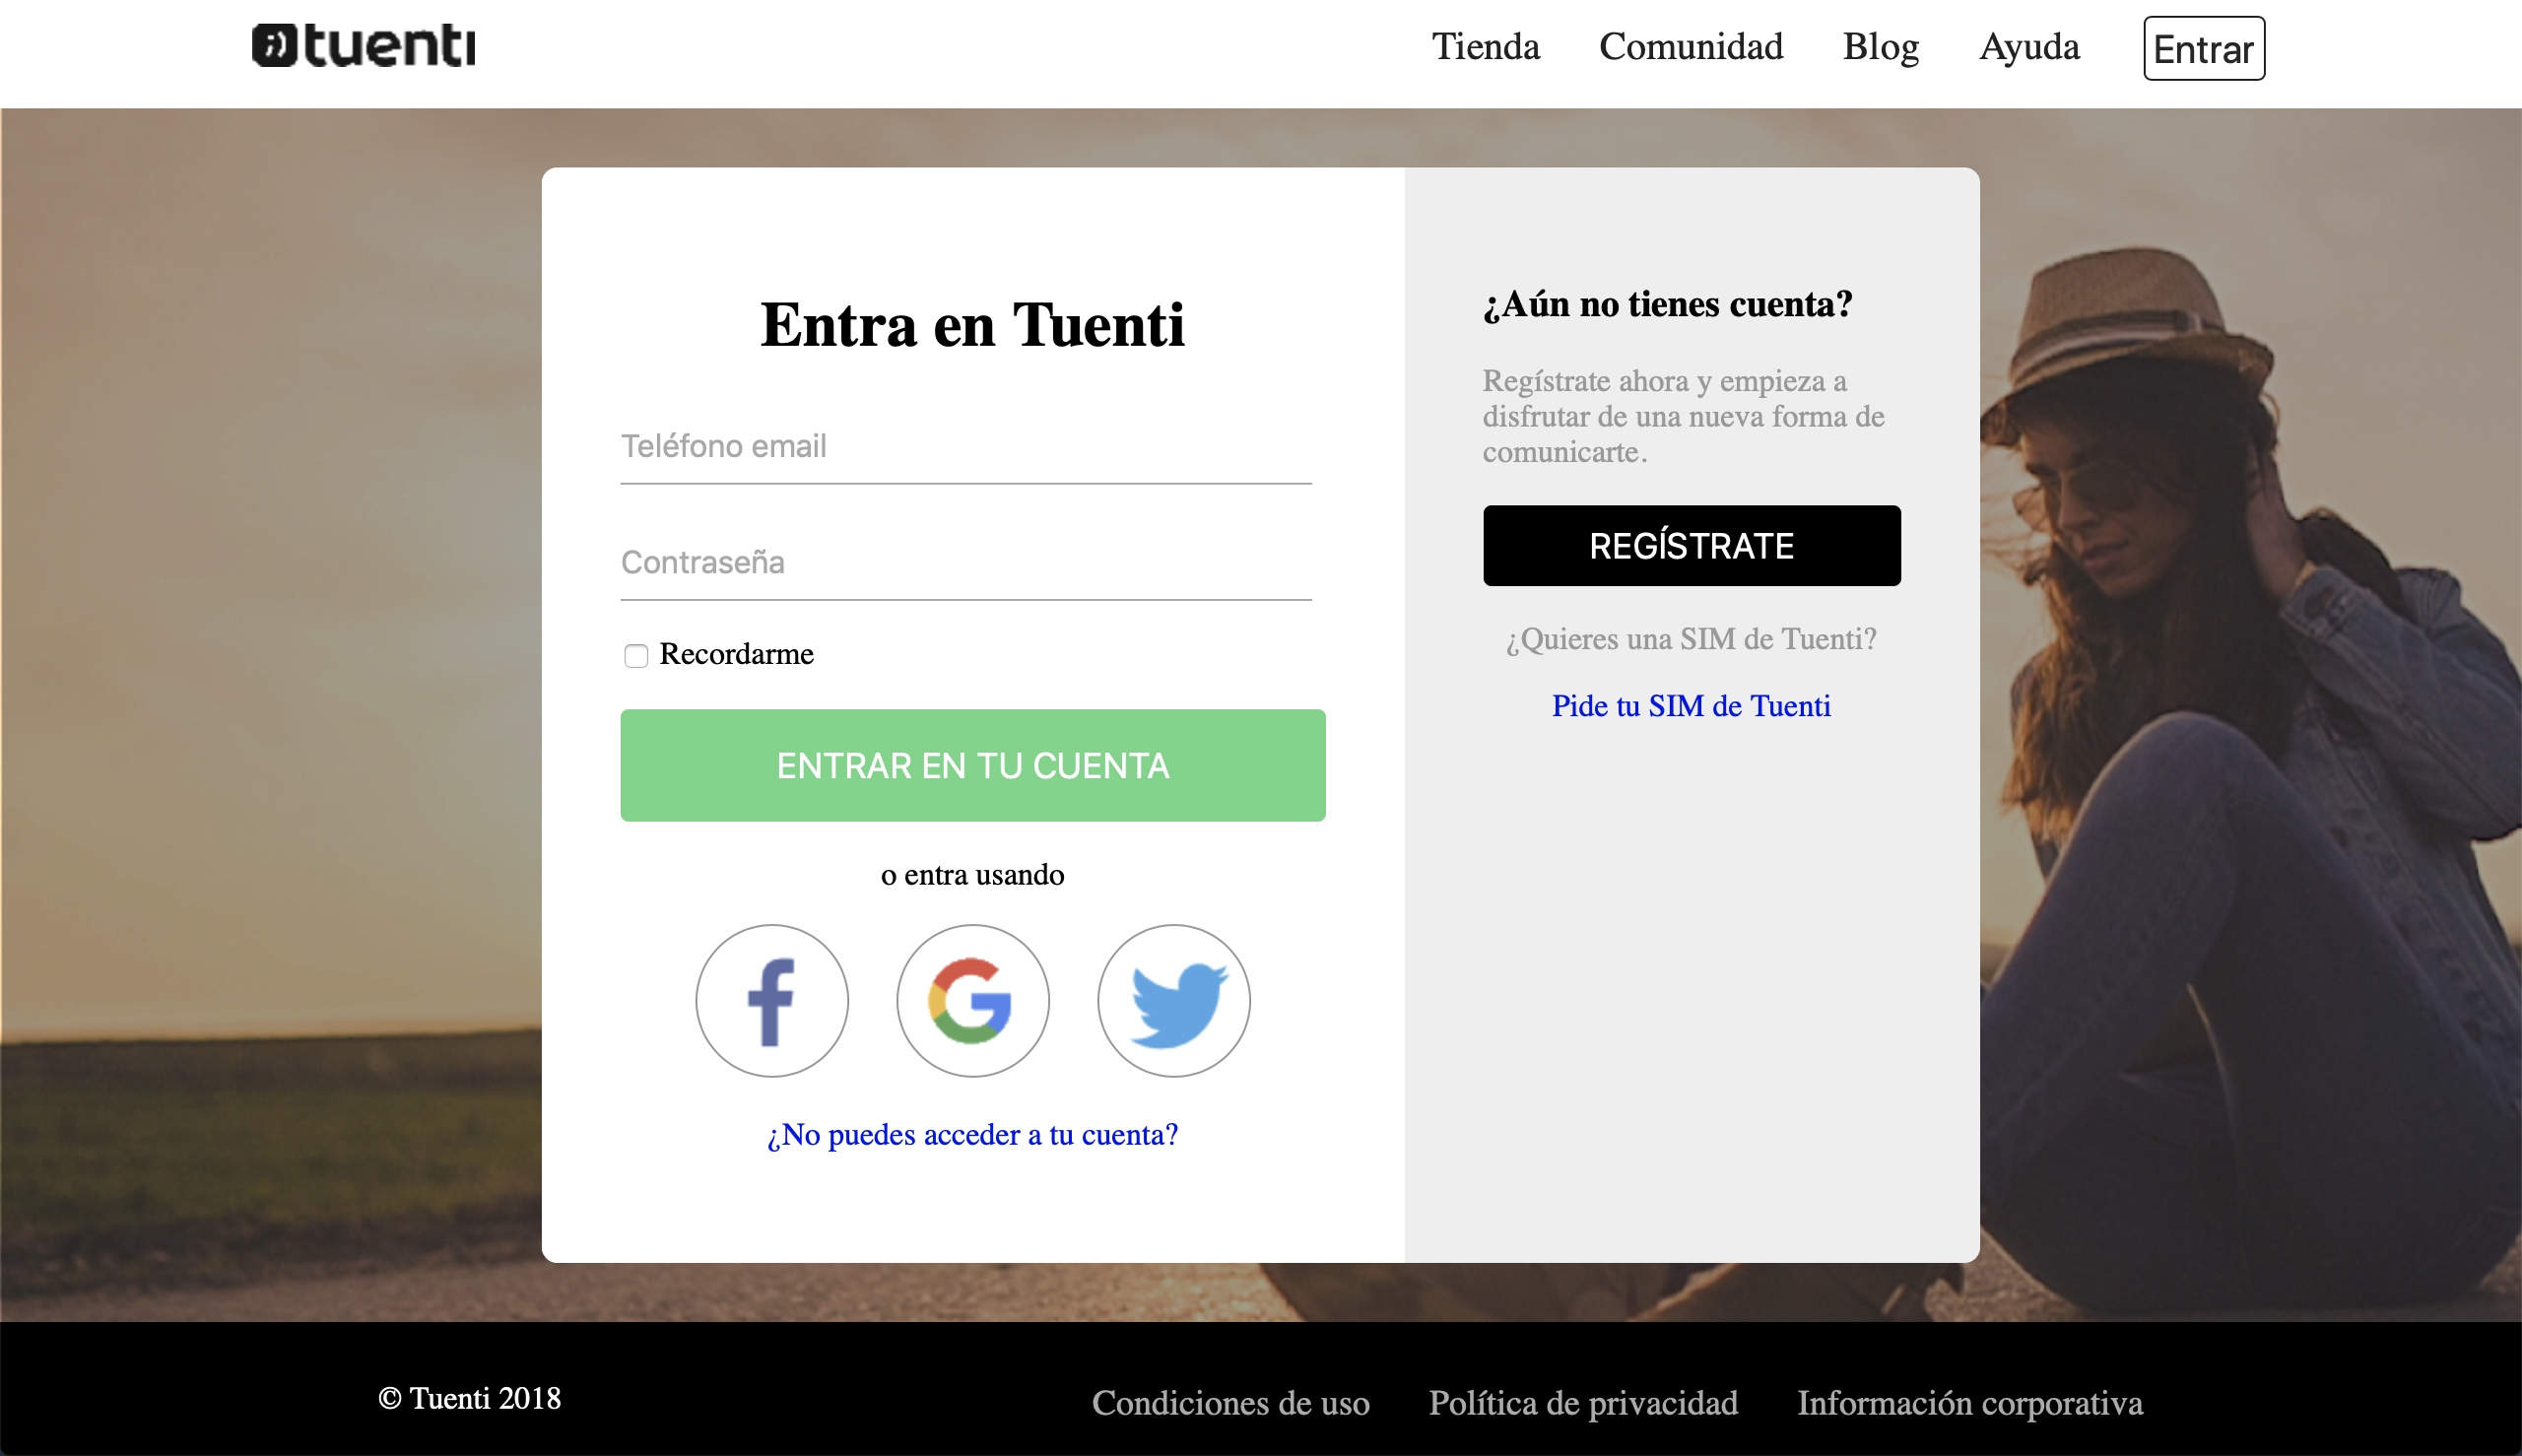 tuenti
Tienda
Comunidad
Blog
Ayuda
Entrar
Entra en Tuenti
Teléfono email
Contraseña
Recordarme
ENTRAR EN TU CUENTA
o entra usando
¿No puedes acceder a tu cuenta?
¿Aún no tienes cuenta?
Regístrate ahora y empieza a
disfrutar de una nueva forma de
comunicarte.
REGÍSTRATE
¿Quieres una SIM de Tuenti?
Pide tu SIM de Tuenti
© Tuenti 2018
Condiciones de uso
Política de privacidad
Información corporativa